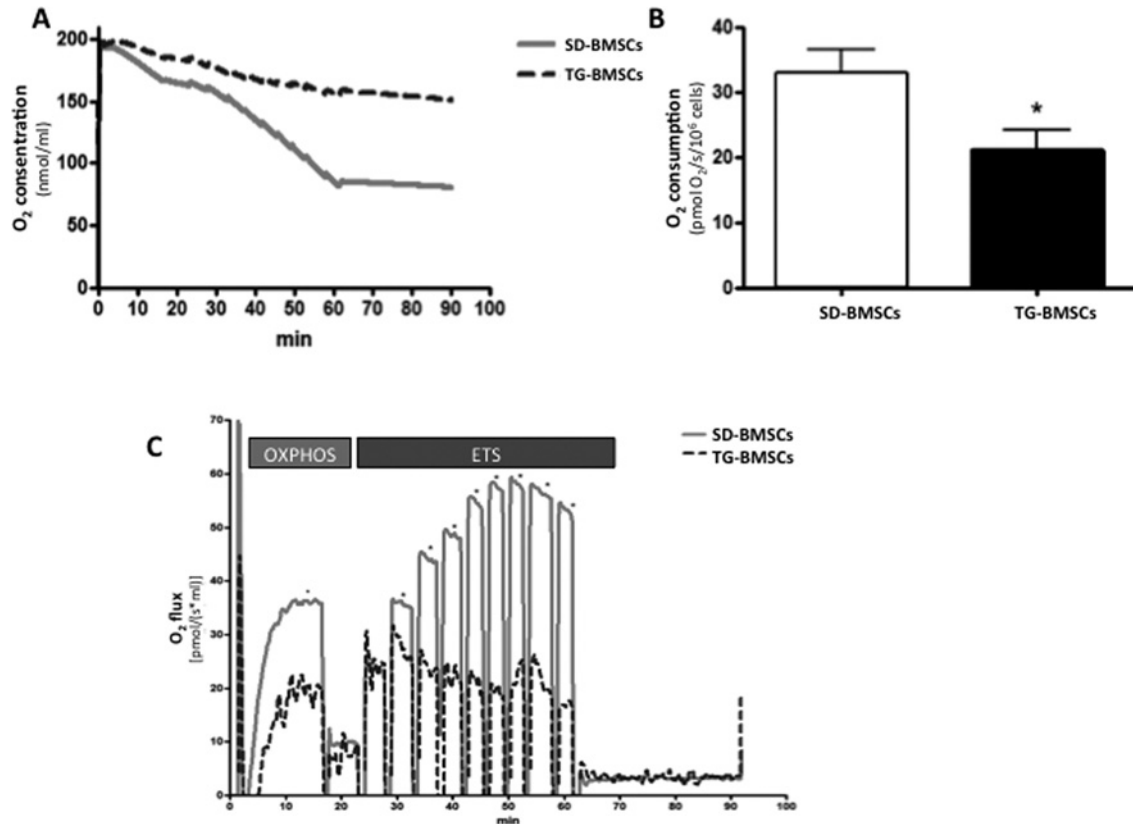 A
200
150
100
50
0
O2 consentration
(nmol/ml)
0 10 20 30 40 50 60 70 80 90 100
min
SD-BMSCs
TG-BMSCs
B
40
30
20
10
0
O2 consumption
(pmol O2/s/10⁶ cells)
*
SD-BMSCs
TG-BMSCs
C
70
60
50
40
30
20
10
0
O2 flux
[pmol/(s*ml)]
OXPHOS
ETS
0 10 20 30 40 50 60 70 80 90 100
min
SD-BMSCs
TG-BMSCs